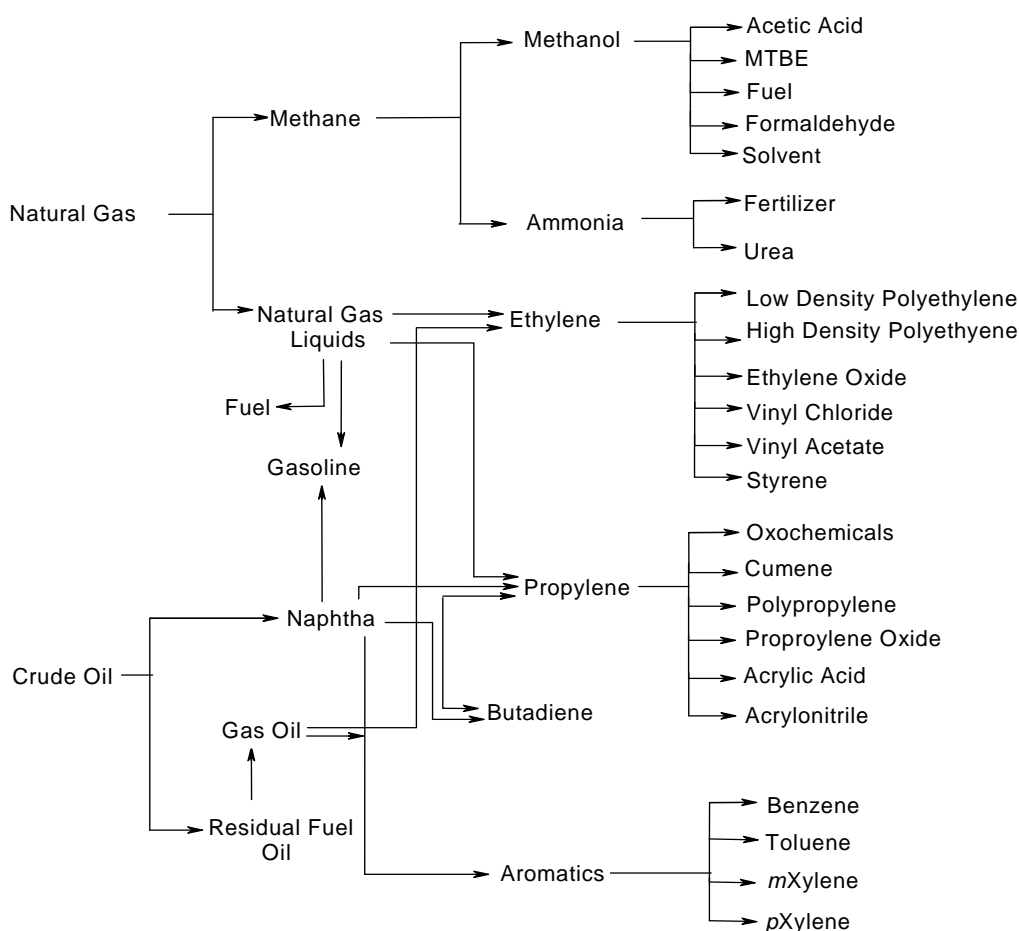 Methanol
Acetic Acid
MTBE
Fuel
Formaldehyde
Solvent
Methane
Natural Gas
Ammonia
Fertilizer
Urea
Natural Gas
Liquids
Ethylene
Low Density Polyethylene
High Density Polyethyene
Ethylene Oxide
Vinyl Chloride
Vinyl Acetate
Styrene
Fuel
Gasoline
Propylene
Oxochemicals
Cumene
Polypropylene
Proproylene Oxide
Acrylic Acid
Acrylonitrile
Naphtha
Crude Oil
Butadiene
Gas Oil
Residual Fuel
Oil
Aromatics
Benzene
Toluene
mXylene
pXylene